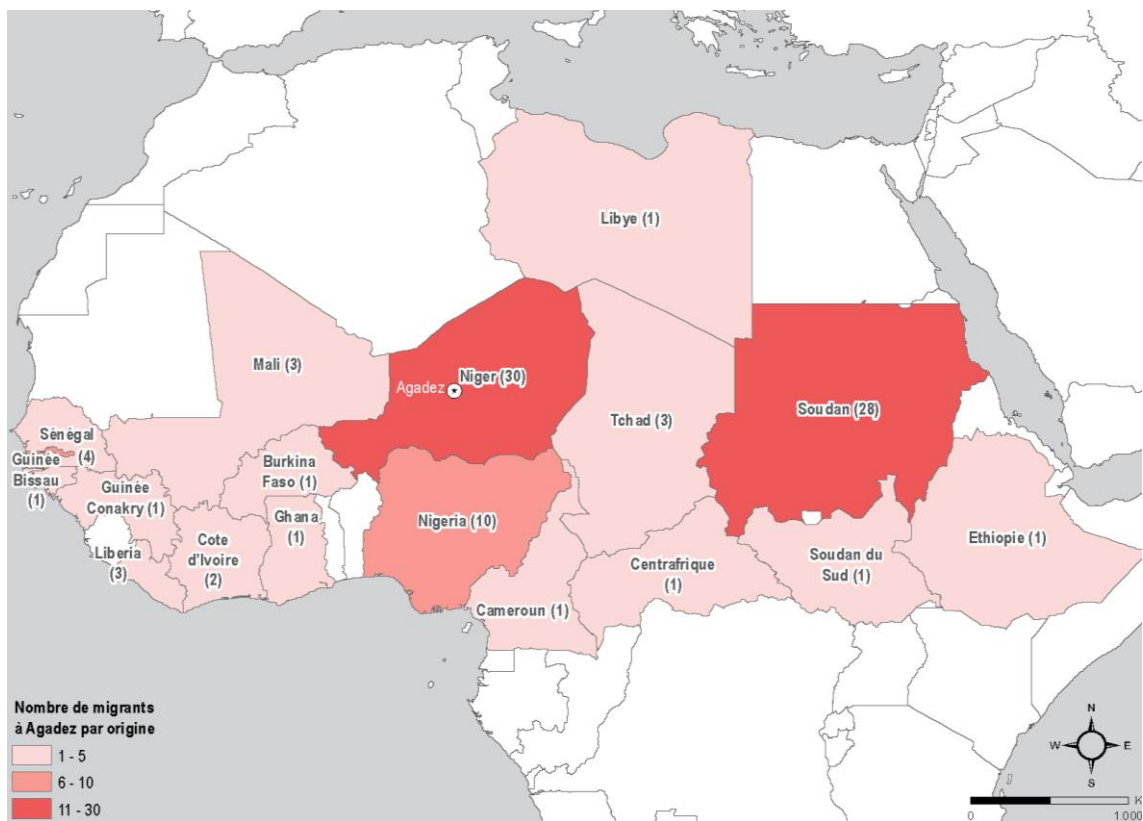 Libye (1)
Mali (3)
Agadez
Niger (30)
Tchad (3)
Soudan (28)
Sénégal
(4)
Guinée
Bissau
(1)
Guinée
Conakry (1)
Burkina
Faso (1)
Ghana
(1)
Nigeria (10)
Liberia
(3)
Cote
d'Ivoire
(2)
Cameroun (1)
Centrafrique
(1)
Soudan du
Sud (1)
Ethiopie (1)
Nombre de migrants
à Agadez par origine
1 - 5
6 - 10
11 - 30
N
W
E
S
K
0
1.000